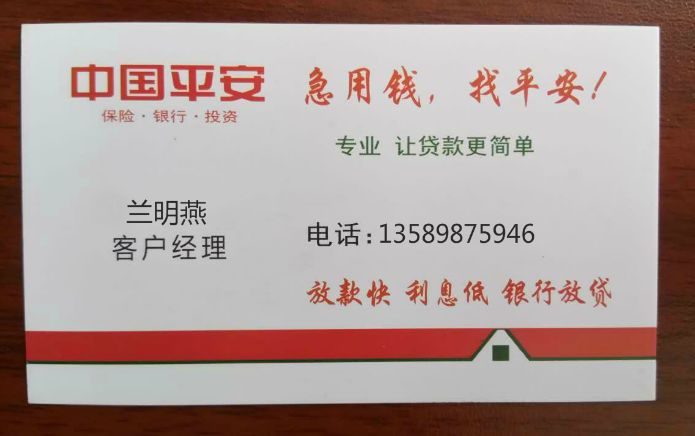 中国平安
保险·银行·投资
急用钱，找平安！
专业 让贷款更简单
兰明燕
客户经理
电话：13589875946
放款快 利息低 银行放贷